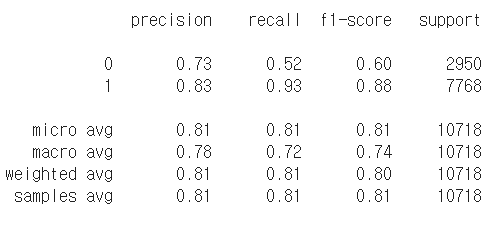 precision recall f1-score support
0 0.73 0.52 0.60 2950
1 0.83 0.93 0.88 7768
micro avg 0.81 0.81 0.81 10718
macro avg 0.78 0.72 0.74 10718
weighted avg 0.81 0.81 0.80 10718
samples avg 0.81 0.81 0.81 10718